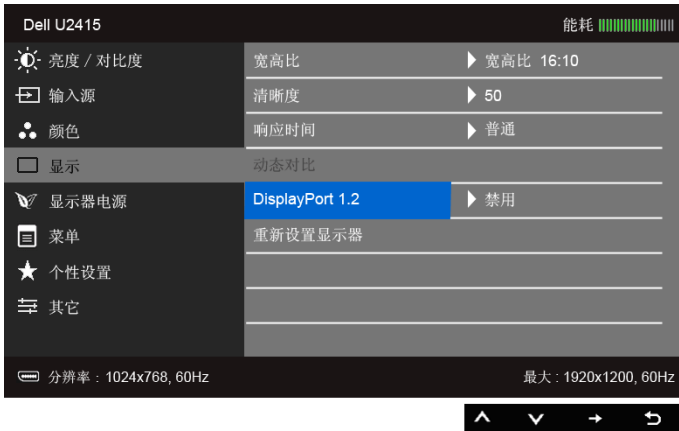 Dell U2415 能耗
亮度 / 对比度 宽高比 宽高比 16:10
输入源 清晰度 50
颜色 响应时间 普通
显示 动态对比
显示器电源 DisplayPort 1.2 禁用
菜单 重新设置显示器
个性设置
其它
分辨率 : 1024x768, 60Hz 最大 : 1920x1200, 60Hz